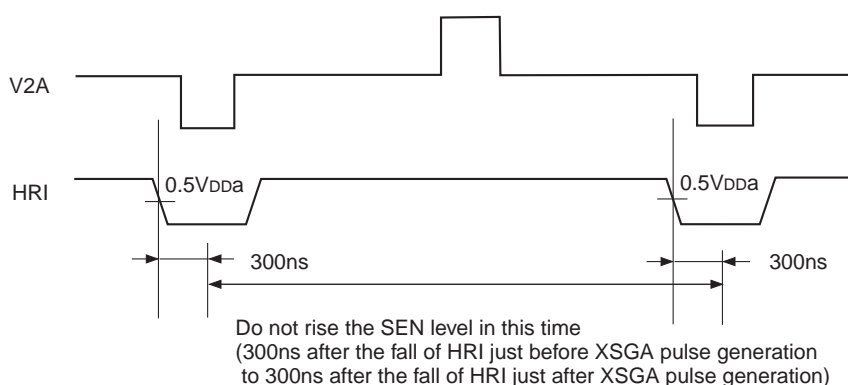 V2A
HRI
0.5VDDa
0.5VDDa
300ns
300ns
Do not rise the SEN level in this time
(300ns after the fall of HRI just before XSGA pulse generation
to 300ns after the fall of HRI just after XSGA pulse generation)